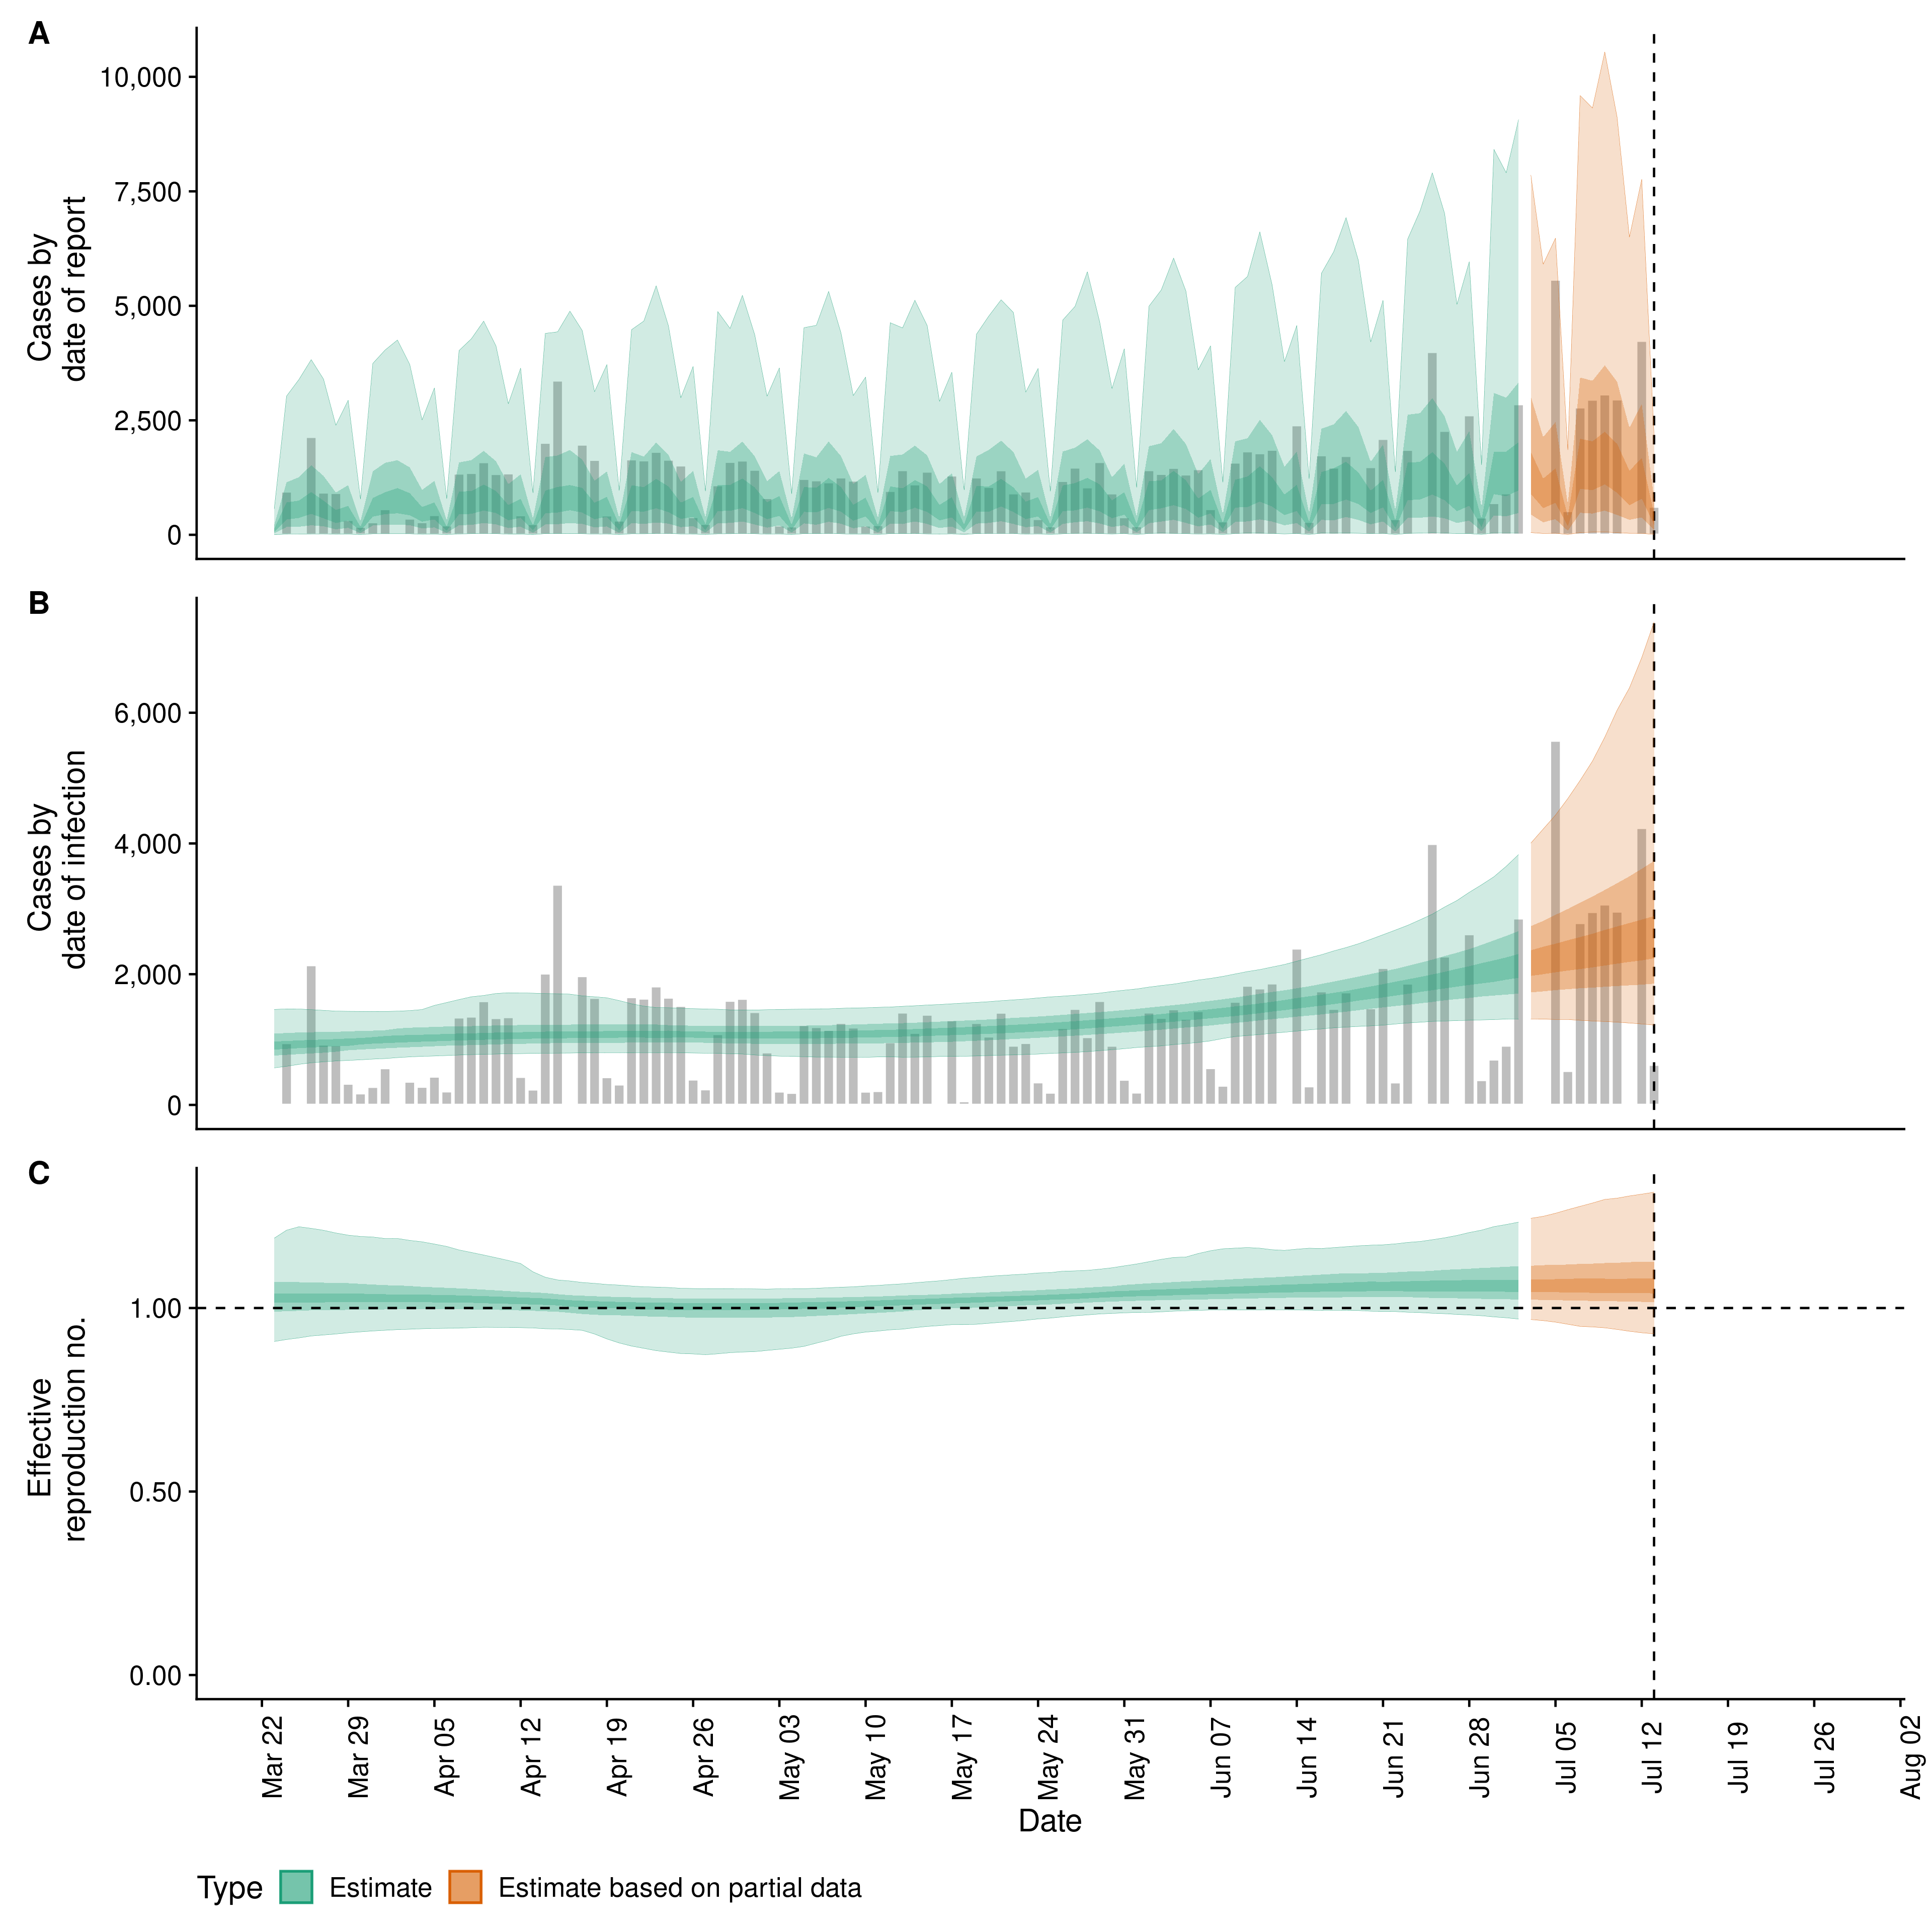 A
Cases by
date of report
10,000
7,500
5,000
2,500
0
B
Cases by
date of infection
6,000
4,000
2,000
0
C
Effective
reproduction no.
1.00
0.50
0.00
Mar 22
Mar 29
Apr 05
Apr 12
Apr 19
Apr 26
May 03
May 10
May 17
May 24
May 31
Jun 07
Jun 14
Jun 21
Jun 28
Jul 05
Jul 12
Jul 19
Jul 26
Aug 02
Date
Type Estimate Estimate based on partial data